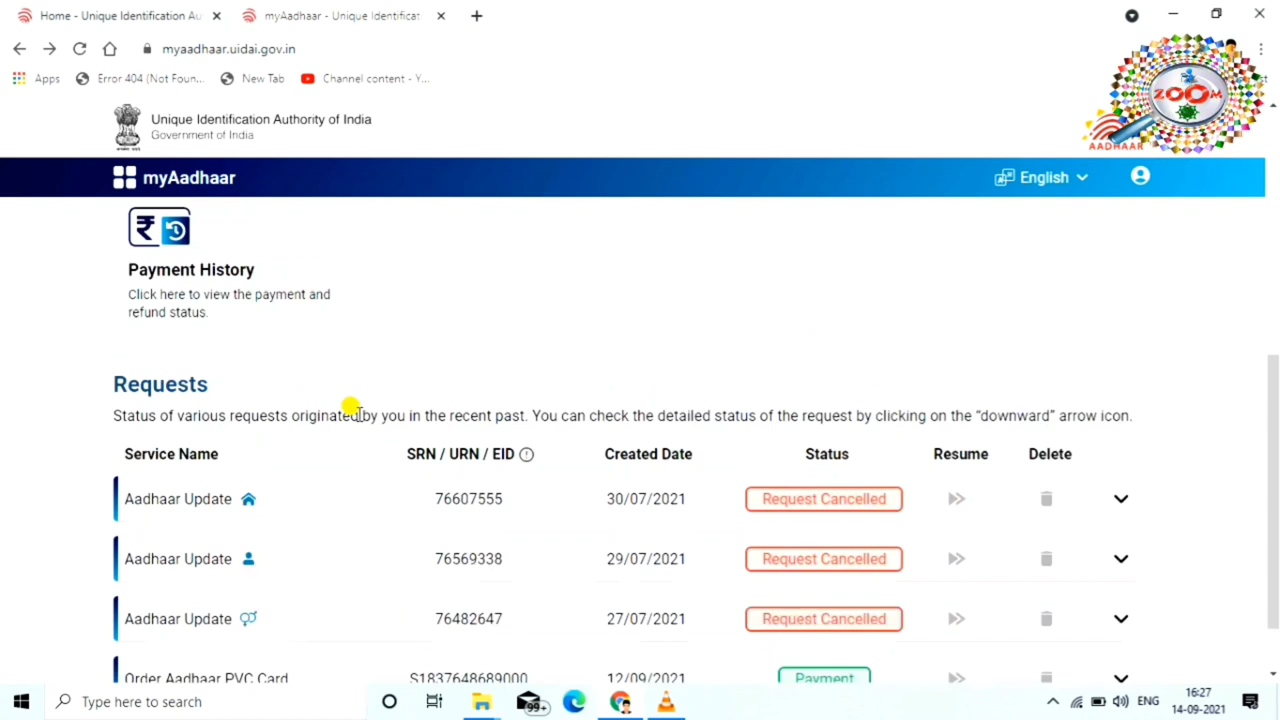 Home - Unique Identification Au
myAadhaar - Unique Identificat
myaadhaar.uidai.gov.in
Apps
Error 404 (Not Foun...
New Tab
Channel content - Y...
ZOOM
AADHAAR
Unique Identification Authority of India
Government of India
myAadhaar
English
Payment History
Click here to view the payment and
refund status.
Requests
Status of various requests originated by you in the recent past. You can check the detailed status of the request by clicking on the "downward" arrow icon.
Service Name SRN / URN / EID Created Date Status Resume Delete
Aadhaar Update 76607555 30/07/2021 Request Cancelled
Aadhaar Update 76569338 29/07/2021 Request Cancelled
Aadhaar Update 76482647 27/07/2021 Request Cancelled
Order Aadhaar PVC Card S1837648689000 12/09/2021 Payment
Type here to search
99+
ENG
16:27
14-09-2021